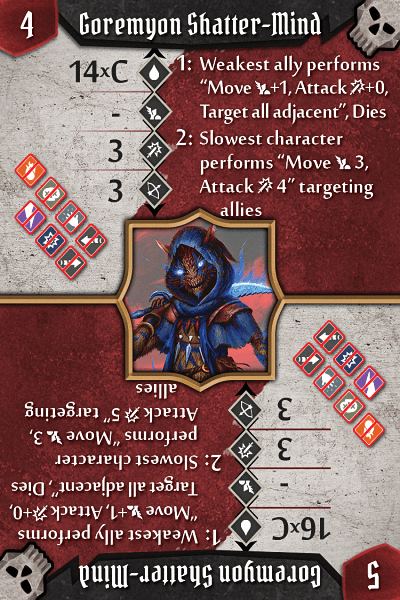 4
Goremyon Shatter-Mind
14xC
-
3
3
1: Weakest ally performs
“Move +1, Attack +0,
Target all adjacent”, Dies
2: Slowest character
performs “Move 3,
Attack 4” targeting
allies
5
Goremyon Shatter-Mind
16xC
-
3
3
1: Weakest ally performs
“Move +1, Attack +0,
Target all adjacent”, Dies
2: Slowest character
performs “Move 3,
Attack 5” targeting
allies